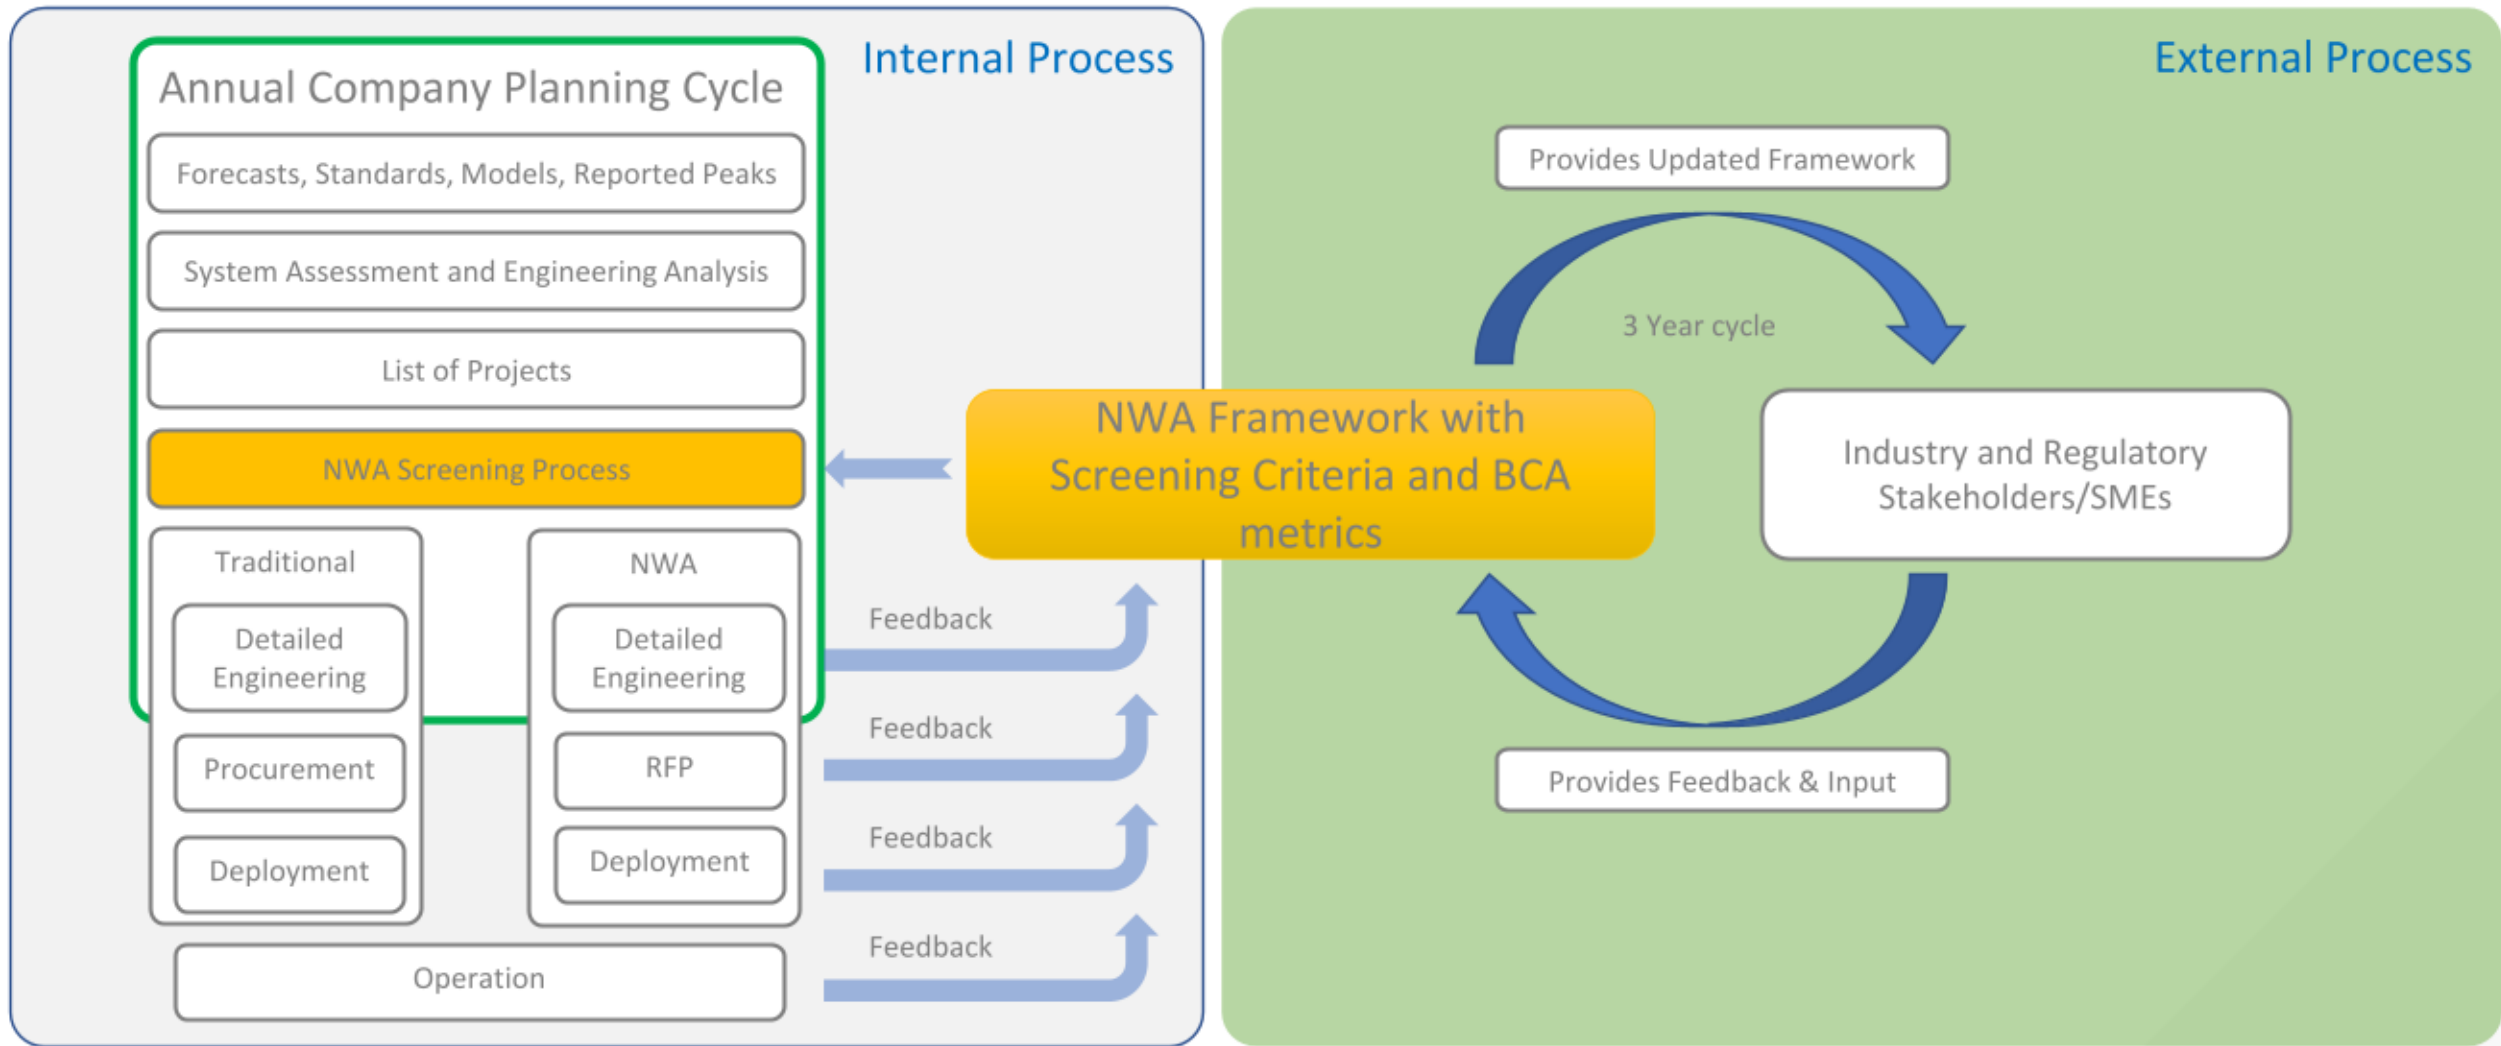 Internal Process
External Process
Annual Company Planning Cycle
Forecasts, Standards, Models, Reported Peaks
System Assessment and Engineering Analysis
List of Projects
NWA Screening Process
Traditional
Detailed
Engineering
Procurement
Deployment
NWA
Detailed
Engineering
RFP
Deployment
Operation
Feedback
Feedback
Feedback
Feedback
NWA Framework with
Screening Criteria and BCA
metrics
Provides Updated Framework
3 Year cycle
Industry and Regulatory
Stakeholders/SMEs
Provides Feedback & Input